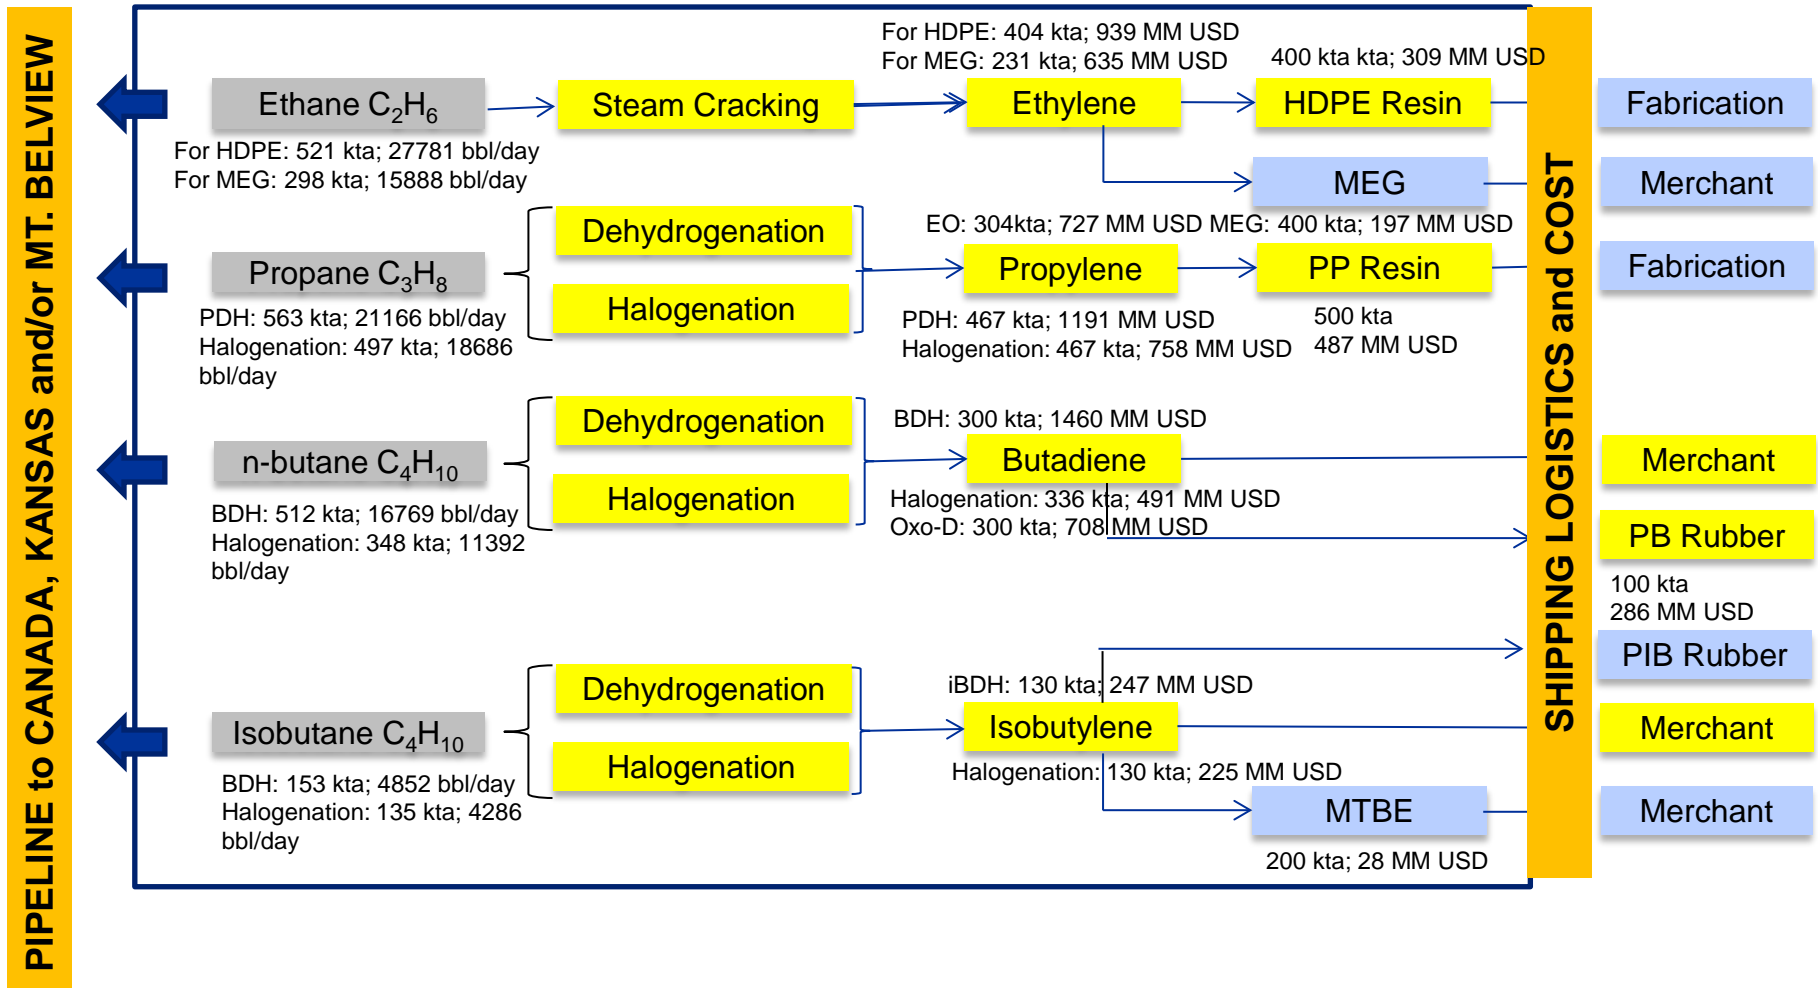 PIPELINE to CANADA, KANSAS and/or MT. BELVIEW
For HDPE: 404 kta; 939 MM USD
For MEG: 231 kta; 635 MM USD
400 kta kta; 309 MM USD
Ethane C₂H₆
Steam Cracking
Ethylene
HDPE Resin
Fabrication
For HDPE: 521 kta; 27781 bbl/day
For MEG: 298 kta; 15888 bbl/day
MEG
Merchant
EO: 304kta; 727 MM USD MEG: 400 kta; 197 MM USD
Dehydrogenation
Propane C₃H₈
Propylene
PP Resin
Fabrication
Halogenation
PDH: 563 kta; 21166 bbl/day
Halogenation: 497 kta; 18686
bbl/day
PDH: 467 kta; 1191 MM USD
Halogenation: 467 kta; 758 MM USD
500 kta
487 MM USD
Dehydrogenation
BDH: 300 kta; 1460 MM USD
n-butane C₄H₁₀
Butadiene
Merchant
Halogenation
BDH: 512 kta; 16769 bbl/day
Halogenation: 348 kta; 11392
bbl/day
Halogenation: 336 kta; 491 MM USD
Oxo-D: 300 kta; 708 MM USD
PB Rubber
100 kta
286 MM USD
PIB Rubber
Dehydrogenation
iBDH: 130 kta; 247 MM USD
Isobutane C₄H₁₀
Isobutylene
Merchant
Halogenation
Halogenation: 130 kta; 225 MM USD
BDH: 153 kta; 4852 bbl/day
Halogenation: 135 kta; 4286
bbl/day
MTBE
Merchant
200 kta; 28 MM USD
SHIPPING LOGISTICS and COST